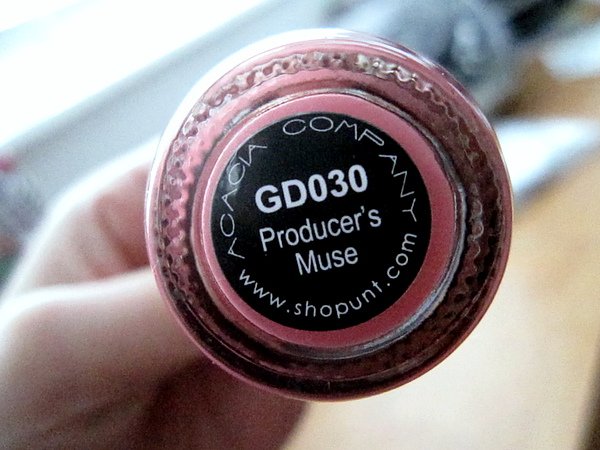 ACACIA COMPANY
GD030
Producer's
Muse
www.shopunt.com